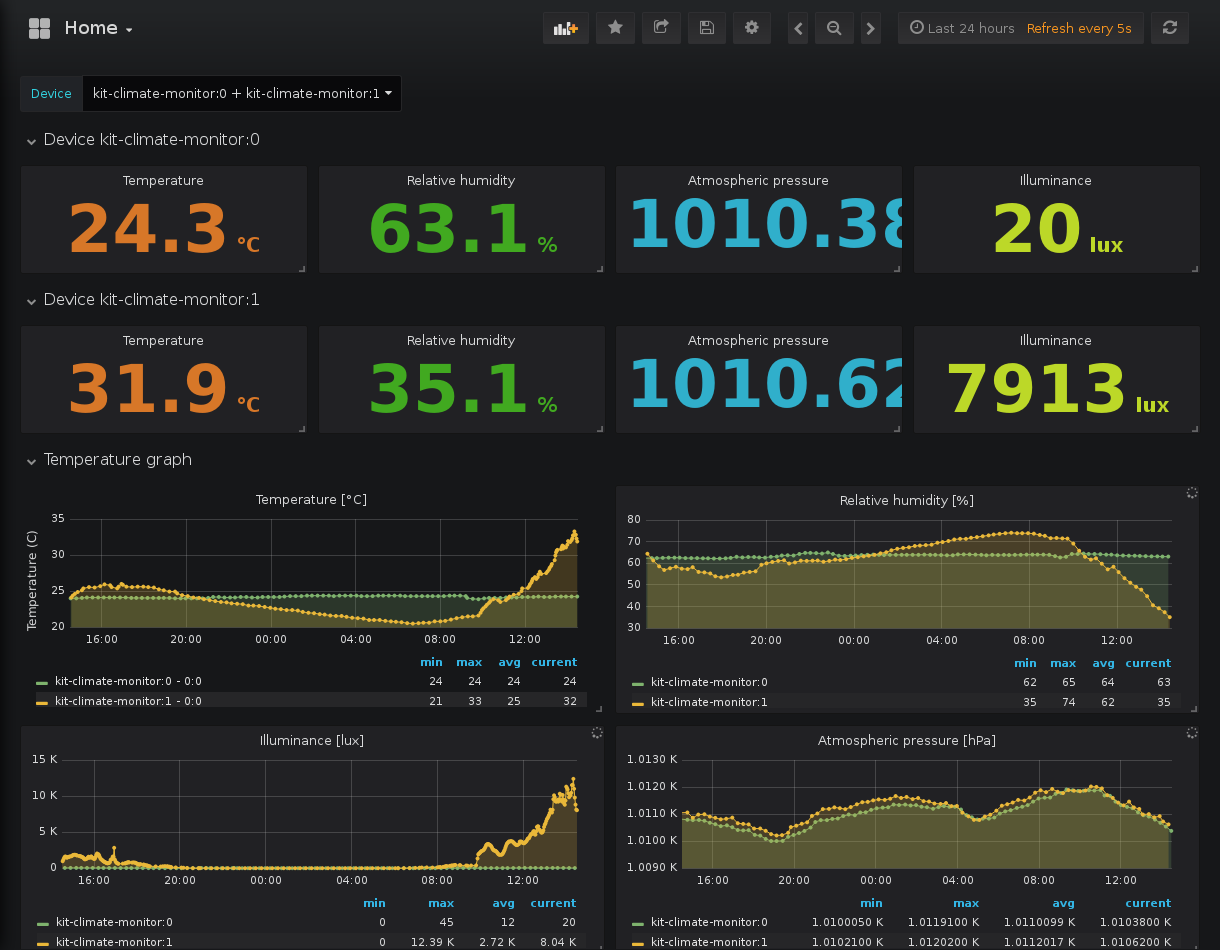 Home
Last 24 hours Refresh every 5s
Device kit-climate-monitor:0 + kit-climate-monitor:1
Device kit-climate-monitor:0
Temperature Relative humidity Atmospheric pressure Illuminance
24.3 °C 63.1 % 1010.38 20 lux
Device kit-climate-monitor:1
Temperature Relative humidity Atmospheric pressure Illuminance
31.9 °C 35.1 % 1010.62 7913 lux
Temperature graph
Temperature [°C]
Temperature (C)
35
30
25
20
16:00 20:00 00:00 04:00 08:00 12:00
min max avg current
kit-climate-monitor:0 - 0:0 24 24 24 24
kit-climate-monitor:1 - 0:0 21 33 25 32
Relative humidity [%]
80
70
60
50
40
30
16:00 20:00 00:00 04:00 08:00 12:00
min max avg current
kit-climate-monitor:0 62 65 64 63
kit-climate-monitor:1 35 74 62 35
Illuminance [lux]
15 K
10 K
5 K
0
16:00 20:00 00:00 04:00 08:00 12:00
min max avg current
kit-climate-monitor:0 0 45 12 20
kit-climate-monitor:1 0 12.39 K 2.72 K 8.04 K
Atmospheric pressure [hPa]
1.0130 K
1.0120 K
1.0110 K
1.0100 K
1.0090 K
16:00 20:00 00:00 04:00 08:00 12:00
min max avg current
kit-climate-monitor:0 1.0100050 K 1.0119100 K 1.0110099 K 1.0103800 K
kit-climate-monitor:1 1.0102100 K 1.0120200 K 1.0112017 K 1.0106200 K